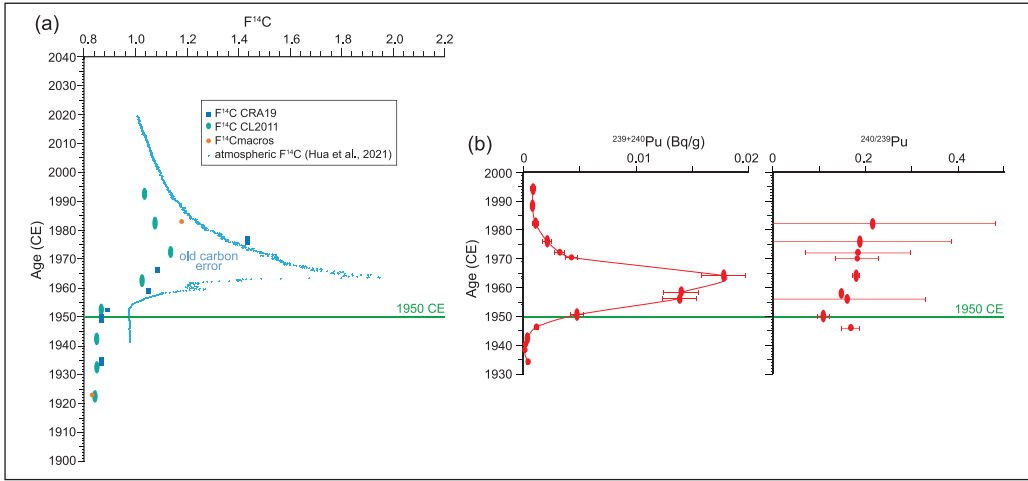 (a)
F¹⁴C
0.8 1.0 1.2 1.4 1.6 1.8 2.0 2.2
Age (CE)
2040
2030
2020
2010
2000
1990
1980
1970
1960
1950
1940
1930
1920
1910
1900
F¹⁴C CRA19
F¹⁴C CL2011
F¹⁴Cmacros
atmospheric F¹⁴C (Hua et al., 2021)
old carbon
error
1950 CE
(b)
²³⁹⁺²⁴⁰Pu (Bq/g)
0 0.01 0.02
Age (CE)
2000
1990
1980
1970
1960
1950
1940
1930
²⁴⁰/²³⁹Pu
0 0.2 0.4
1950 CE